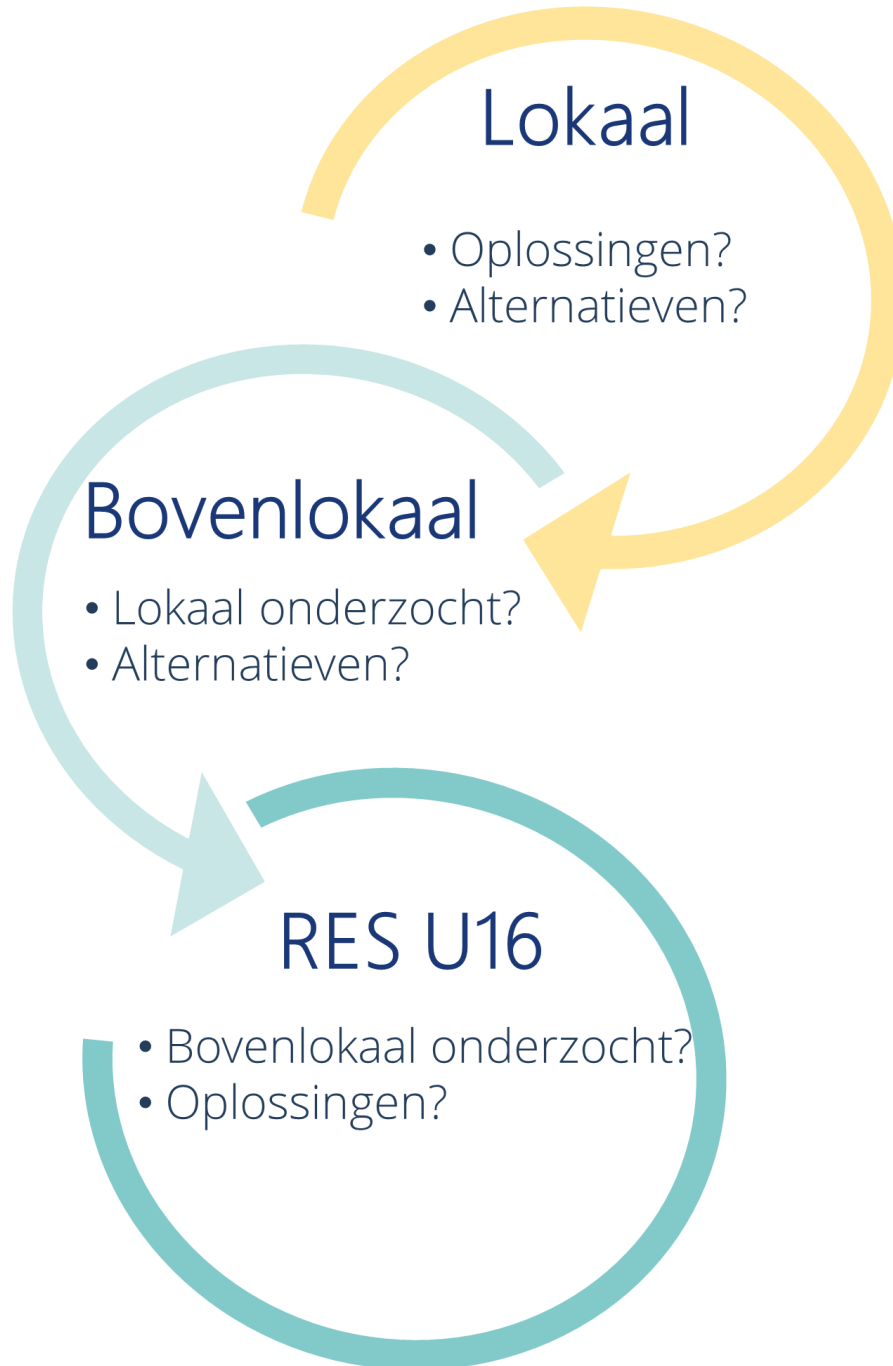 Lokaal
• Oplossingen?
• Alternatieven?
Bovenlokaal
• Lokaal onderzocht?
• Alternatieven?
RES U16
• Bovenlokaal onderzocht?
• Oplossingen?